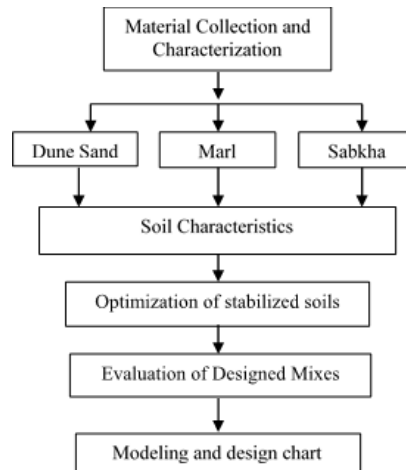 Material Collection and
Characterization
Dune Sand
Marl
Sabkha
Soil Characteristics
Optimization of stabilized soils
Evaluation of Designed Mixes
Modeling and design chart